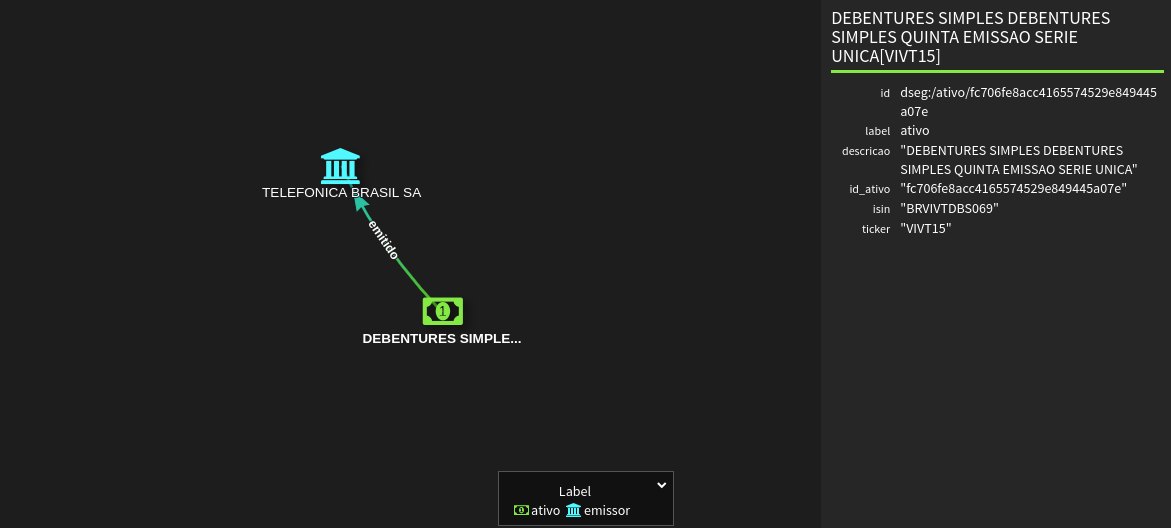 TELEFONICA BRASIL SA
emitido
DEBENTURES SIMPLE...
Label
ativo emissor
DEBENTURES SIMPLES DEBENTURES
SIMPLES QUINTA EMISSAO SERIE
UNICA[VIVT15]
id dseg:/ativo/fc706fe8acc4165574529e849445
a07e
label ativo
descricao "DEBENTURES SIMPLES DEBENTURES
SIMPLES QUINTA EMISSAO SERIE UNICA"
id_ativo "fc706fe8acc4165574529e849445a07e"
isin "BRVIVTDBS069"
ticker "VIVT15"